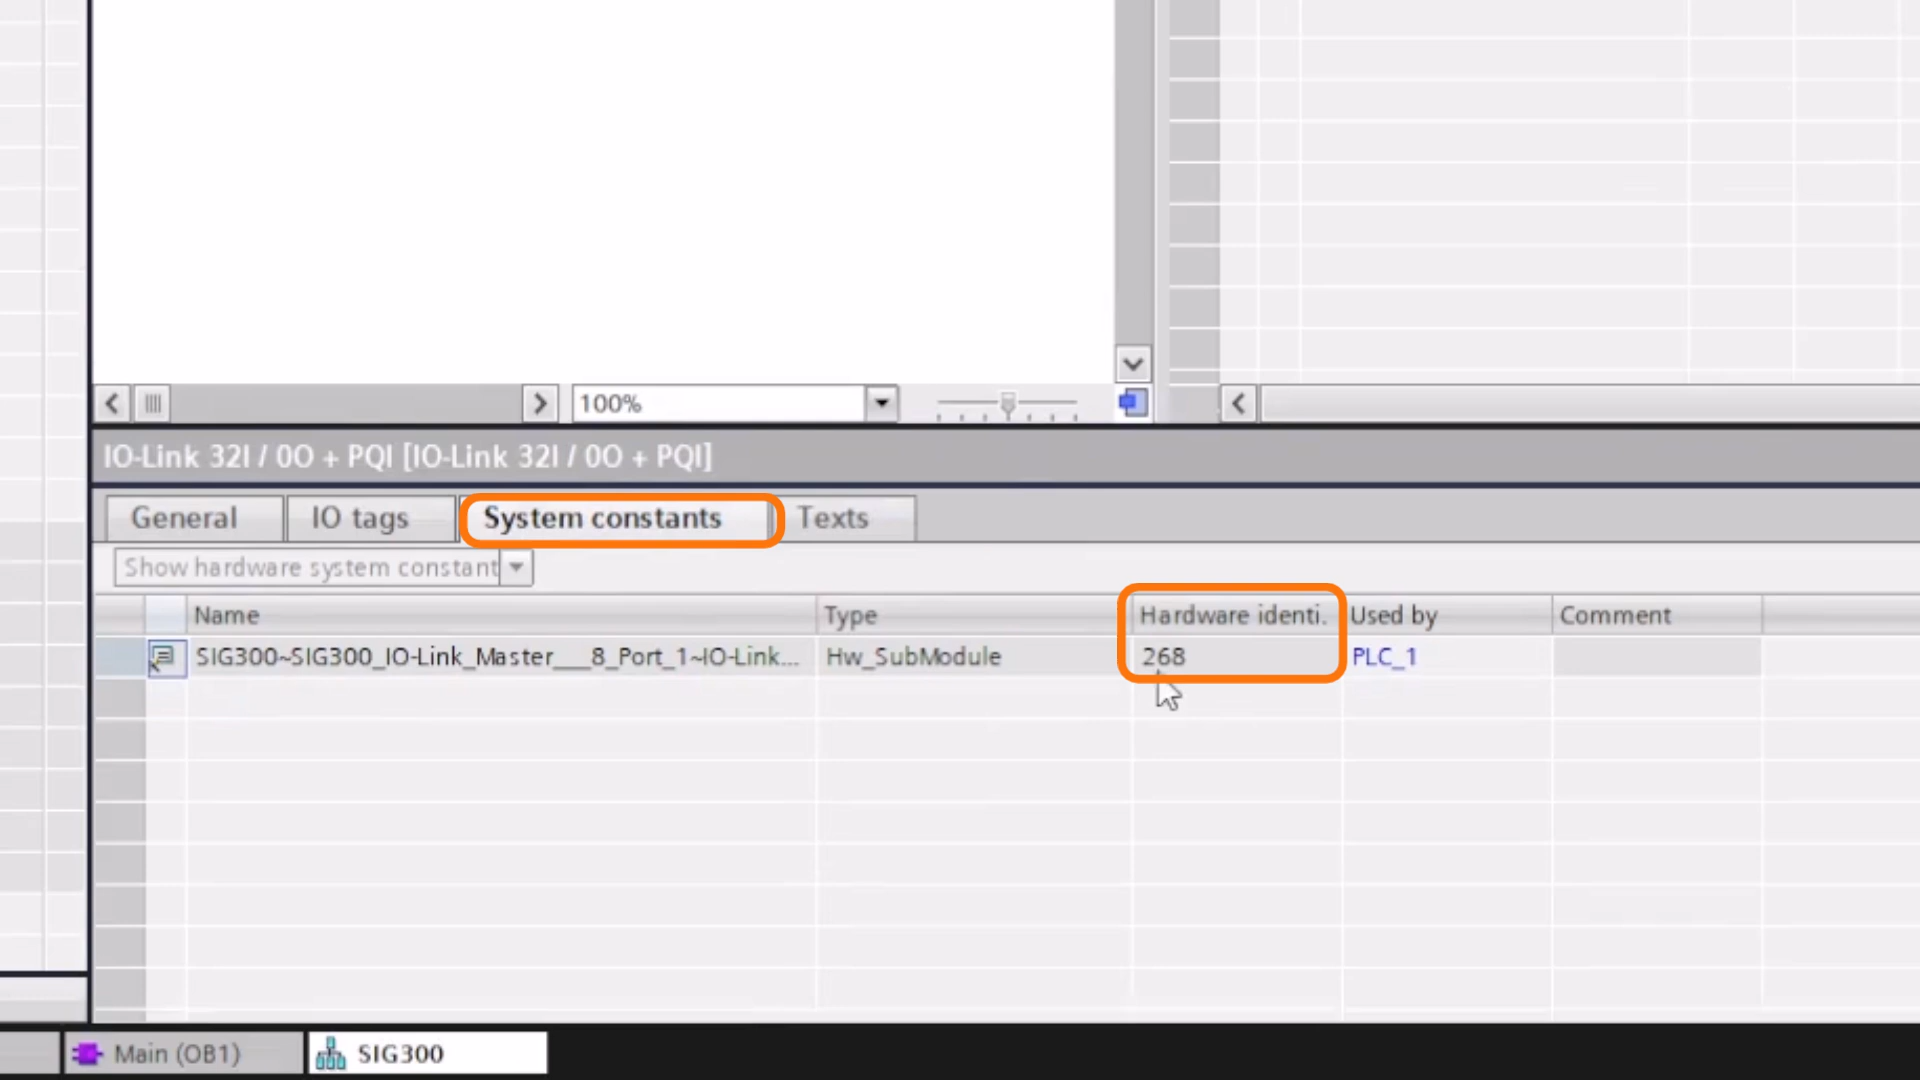 100%
IO-Link 32I / 0O + PQI [IO-Link 32I / 0O + PQI]
General IO tags System constants Texts
Show hardware system constant
Name Type Hardware identi. Used by Comment
SIG300~SIG300_IO-Link_Master___8_Port_1~IO-Link... Hw_SubModule 268 PLC_1
Main (OB1) SIG300